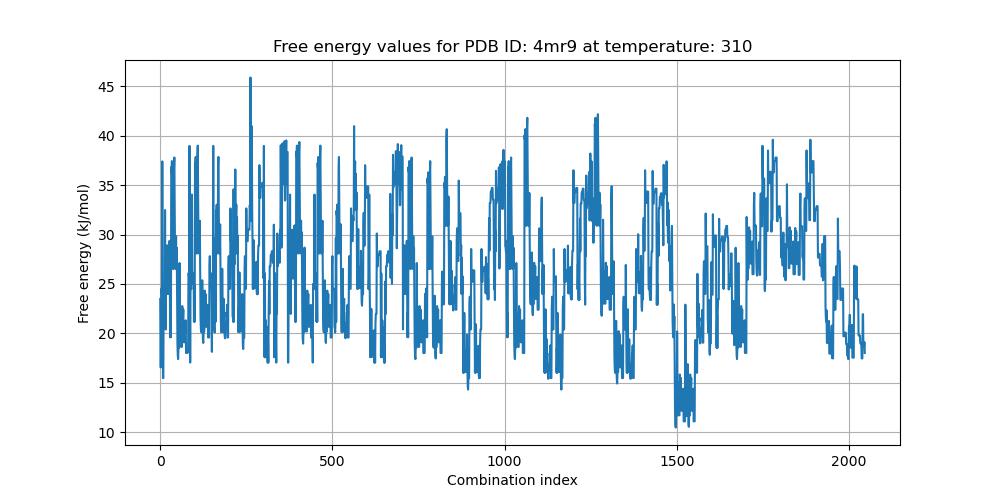 Free energy values for PDB ID: 4mr9 at temperature: 310
Free energy (kJ/mol)
45
40
35
30
25
20
15
10
0 500 1000 1500 2000
Combination index